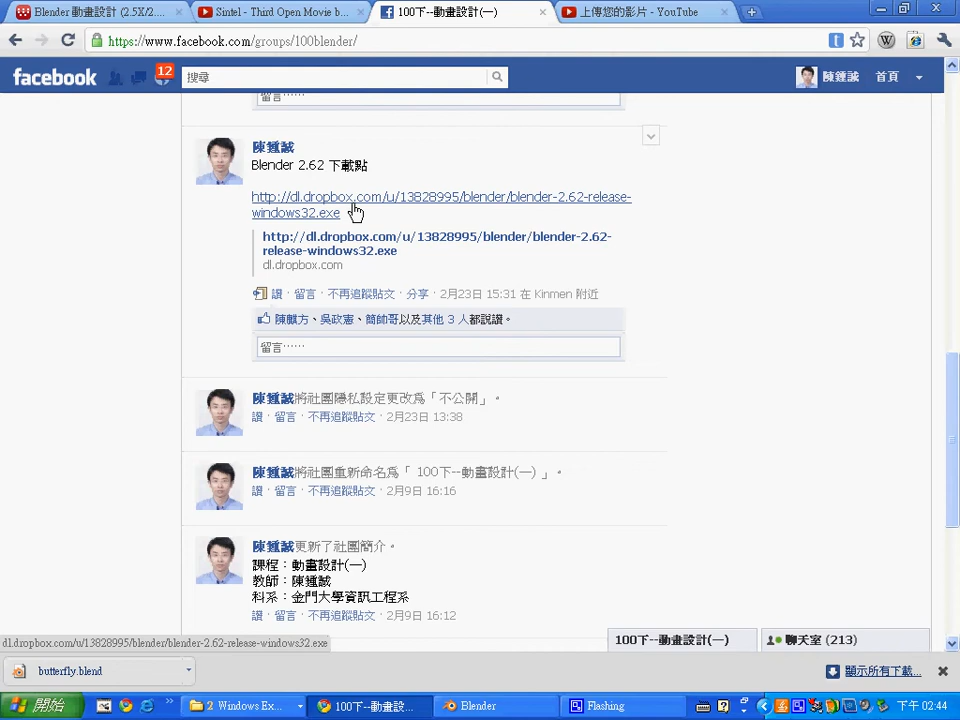 Blender 動畫設計 (2.5X/2....
Sintel - Third Open Movie b...
100下--動畫設計(一)
上傳您的影片 - YouTube
https://www.facebook.com/groups/100blender/
facebook
12
搜尋
陳鍾誠
首頁
留言……
陳鍾誠
Blender 2.62 下載點
http://dl.dropbox.com/u/13828995/blender/blender-2.62-release-
windows32.exe
http://dl.dropbox.com/u/13828995/blender/blender-2.62-
release-windows32.exe
dl.dropbox.com
讚 · 留言 · 不再追蹤貼文 · 分享 · 2月23日 15:31 在 Kinmen 附近
陳麒方、吳政憲、簡帥哥以及其他 3 人都說讚。
留言……
陳鍾誠將社團隱私設定更改為「不公開」。
讚 · 留言 · 不再追蹤貼文 · 2月23日 13:38
陳鍾誠將社團重新命名為「 100下--動畫設計(一) 」。
讚 · 留言 · 不再追蹤貼文 · 2月9日 16:16
陳鍾誠更新了社團簡介。
課程：動畫設計(一)
教師：陳鍾誠
科系：金門大學資訊工程系
讚 · 留言 · 不再追蹤貼文 · 2月9日 16:12
dl.dropbox.com/u/13828995/blender/blender-2.62-release-windows32.exe
100下--動畫設計(一)
聊天室 (213)
butterfly.blend
顯示所有下載...
開始
2 Windows Ex...
100下--動畫設...
Blender
Flashing
下午 02:44